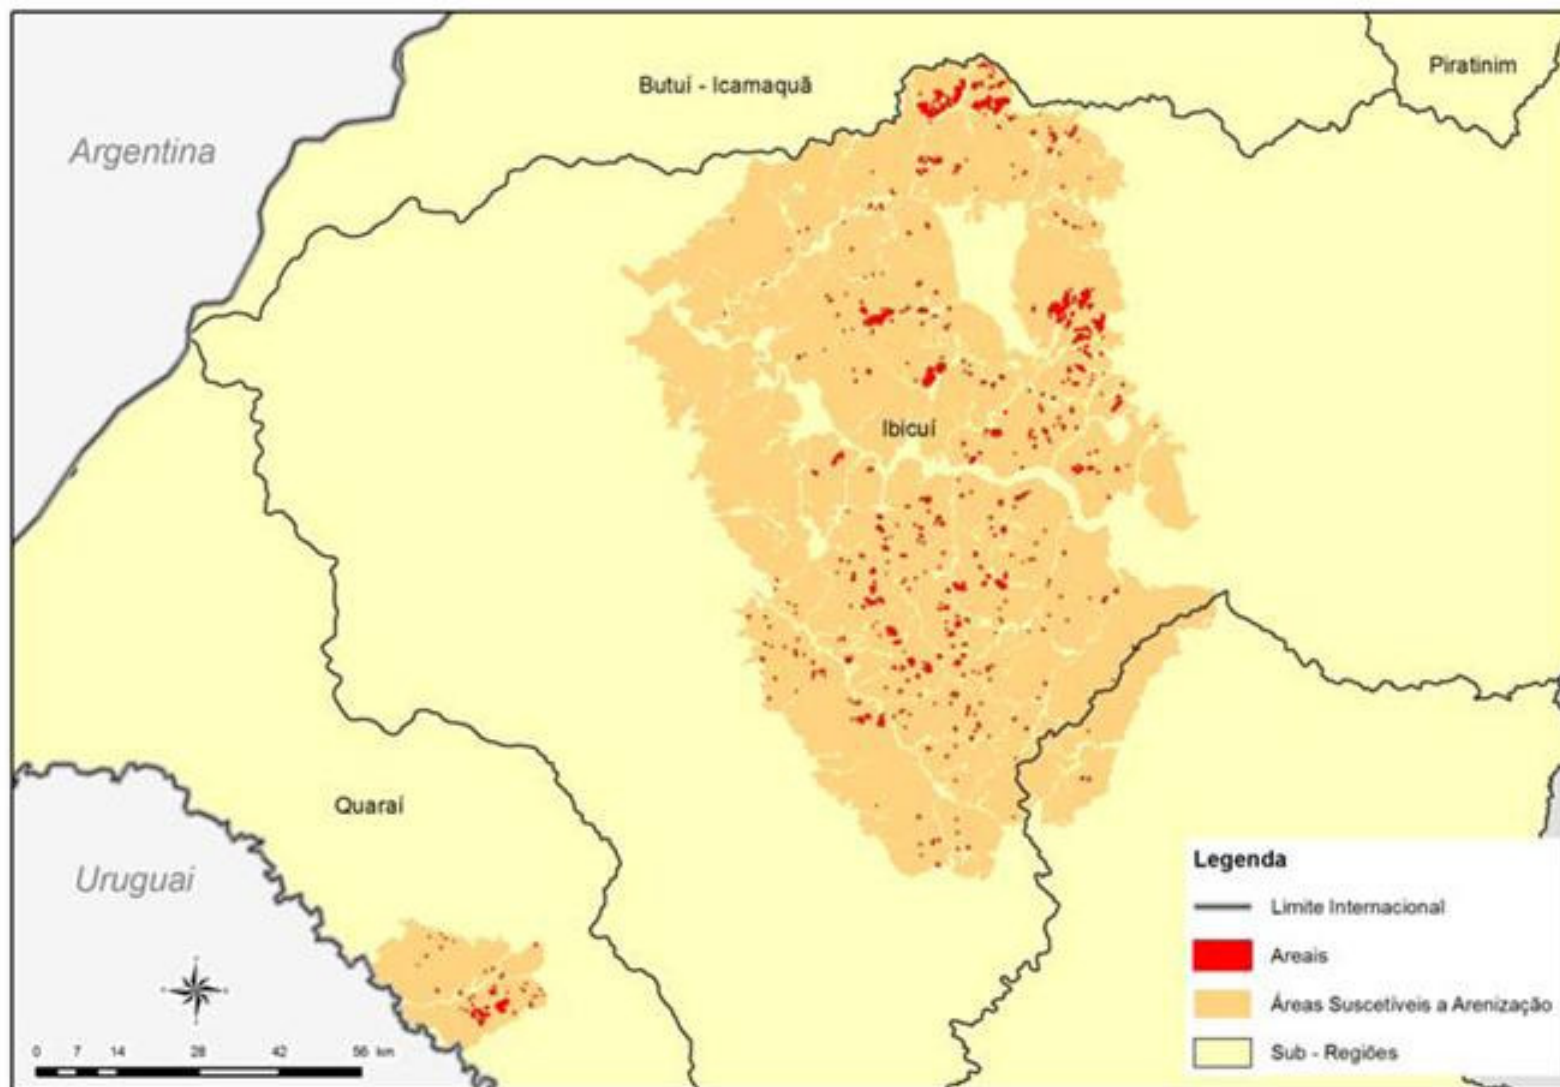 Piratinim
Butuí - Icamaquã
Argentina
Ibicuí
Quaraí
Uruguai
Legenda
Limite Internacional
Areais
Áreas Suscetíveis a Arenização
Sub - Regiões
0 7 14 28 42 56 km